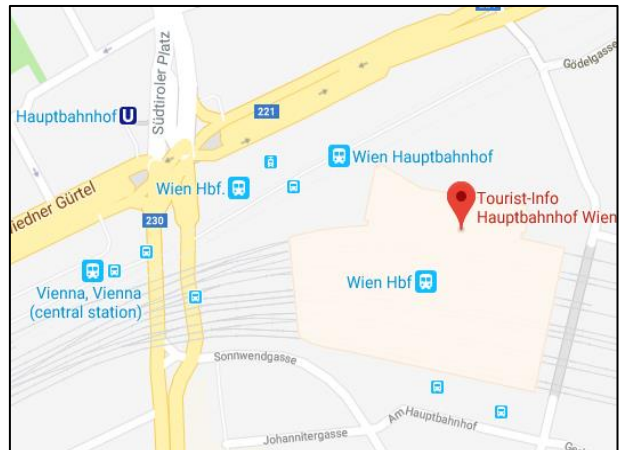 Südtiroler Platz
Gödelgasse
Hauptbahnhof U
221
Wien Hauptbahnhof
Wien Hbf.
Tourist-Info
Hauptbahnhof Wien
iedner Gürtel
230
Vienna, Vienna
(central station)
Wien Hbf
Sonnwendgasse
Am Hauptbahnhof
Johannitergasse